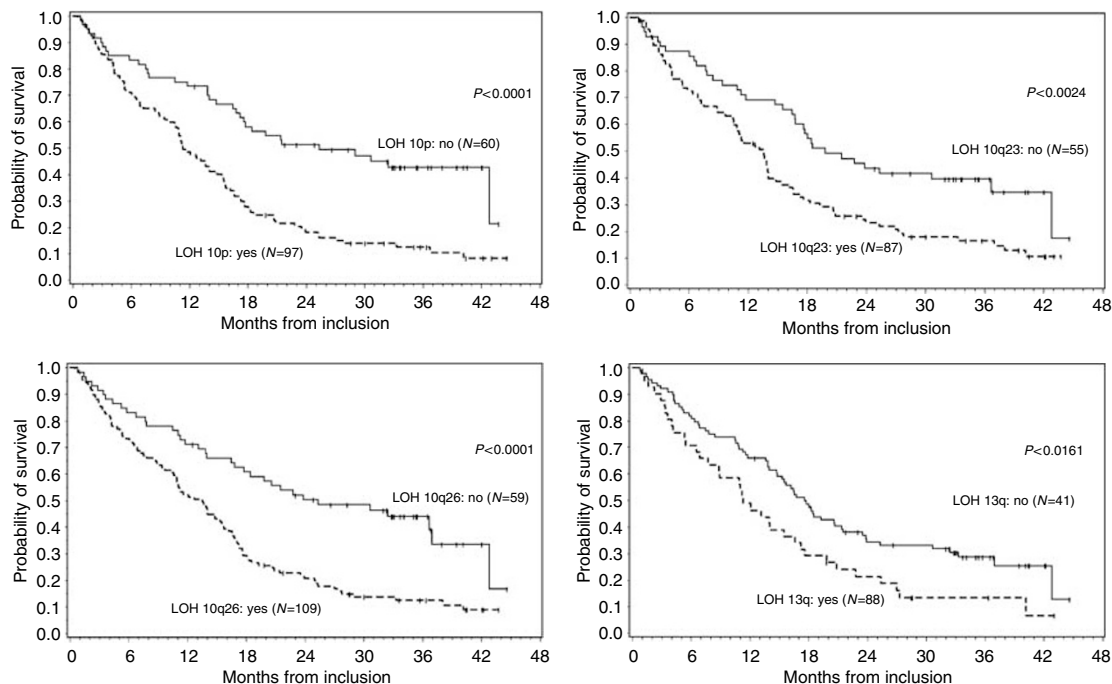 1.0
0.9
0.8
0.7
0.6
0.5
0.4
0.3
0.2
0.1
0.0
Probability of survival
P<0.0001
LOH 10p: no (N=60)
LOH 10p: yes (N=97)
0 6 12 18 24 30 36 42 48
Months from inclusion
1.0
0.9
0.8
0.7
0.6
0.5
0.4
0.3
0.2
0.1
0.0
Probability of survival
P<0.0024
LOH 10q23: no (N=55)
LOH 10q23: yes (N=87)
0 6 12 18 24 30 36 42 48
Months from inclusion
1.0
0.9
0.8
0.7
0.6
0.5
0.4
0.3
0.2
0.1
0.0
Probability of survival
P<0.0001
LOH 10q26: no (N=59)
LOH 10q26: yes (N=109)
0 6 12 18 24 30 36 42 48
Months from inclusion
1.0
0.9
0.8
0.7
0.6
0.5
0.4
0.3
0.2
0.1
0.0
Probability of survival
P<0.0161
LOH 13q: no (N=41)
LOH 13q: yes (N=88)
0 6 12 18 24 30 36 42 48
Months from inclusion